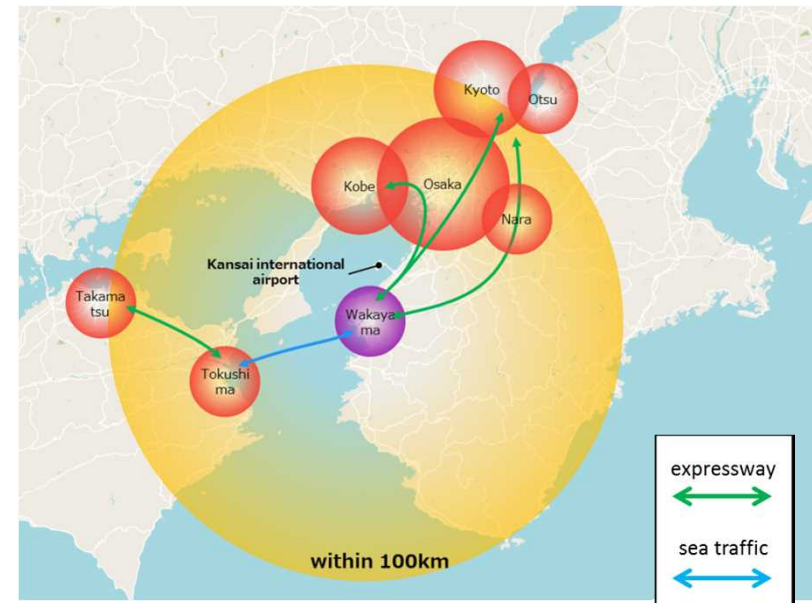 Kyoto
Otsu
Kobe
Osaka
Nara
Kansai international
airport
Takama
tsu
Wakaya
ma
Tokushi
ma
within 100km
expressway
sea traffic